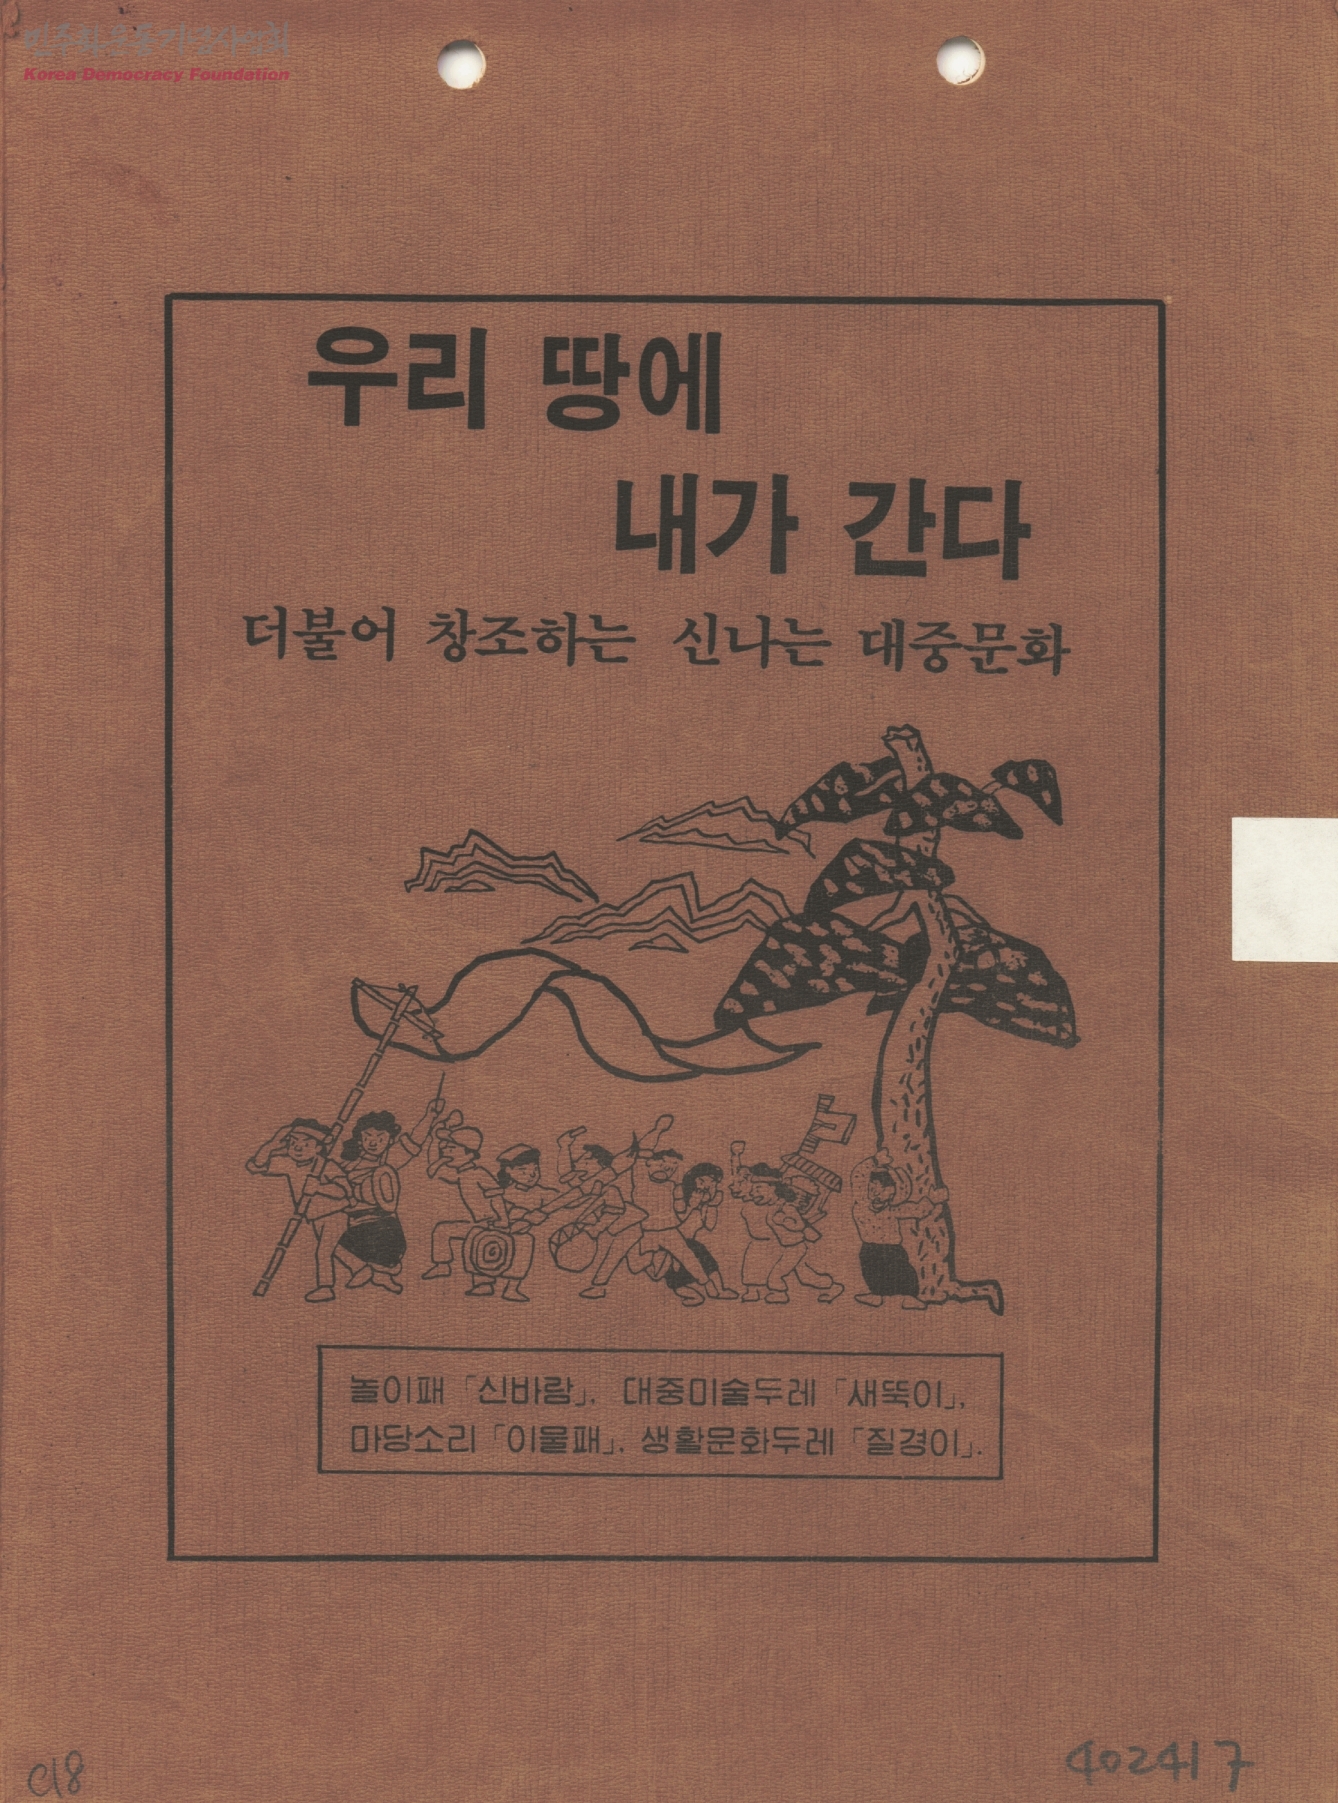 민주화운동기념사업회
Korea Democracy Foundation
우리 땅에
내가 간다
더불어 창조하는 신나는 대중문화
놀이패 「신바람」, 대중미술두레 「새뚝이」,
마당소리 「이물패」, 생활문화두레 「질경이」.
C18
402417